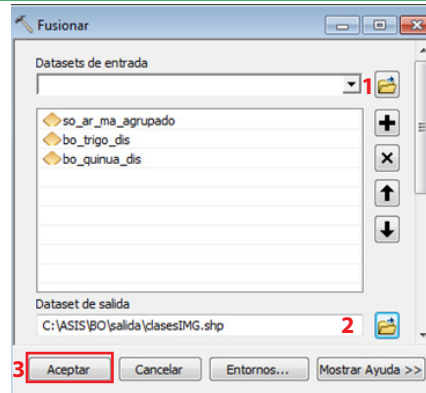 Fusionar
Datasets de entrada
1
so_ar_ma_agrupado
bo_trigo_dis
bo_quinua_dis
Dataset de salida
C:\ASIS\BO\salida\clasesIMG.shp 2
3 Aceptar Cancelar Entornos... Mostrar Ayuda >>